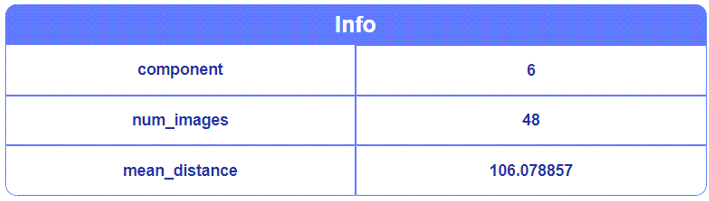 Info
component 6
num_images 48
mean_distance 106.078857